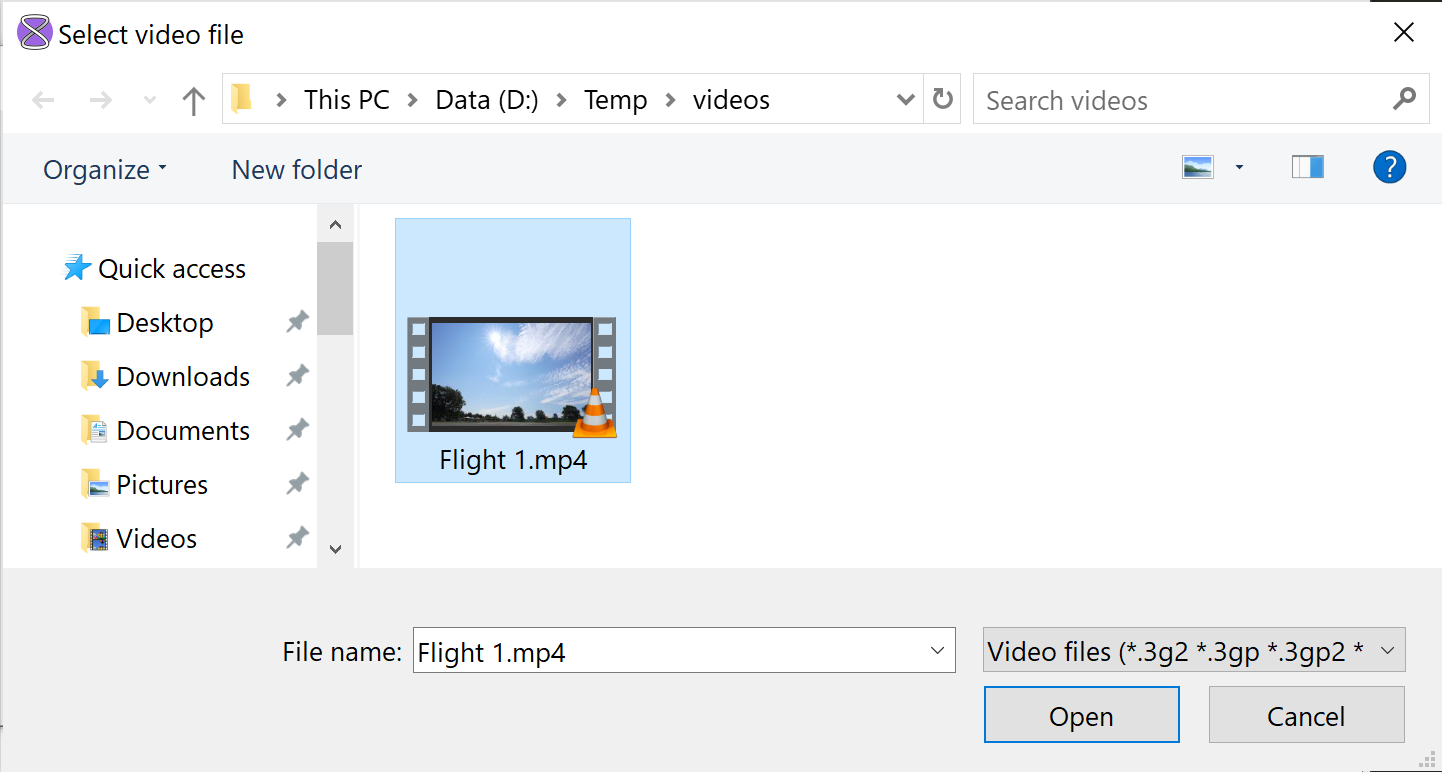 Select video file
This PC > Data (D:) > Temp > videos
Search videos
Organize
New folder
?
Quick access
Desktop
Downloads
Documents
Pictures
Videos
Flight 1.mp4
File name: Flight 1.mp4
Video files (*.3g2 *.3gp *.3gp2 *
Open
Cancel